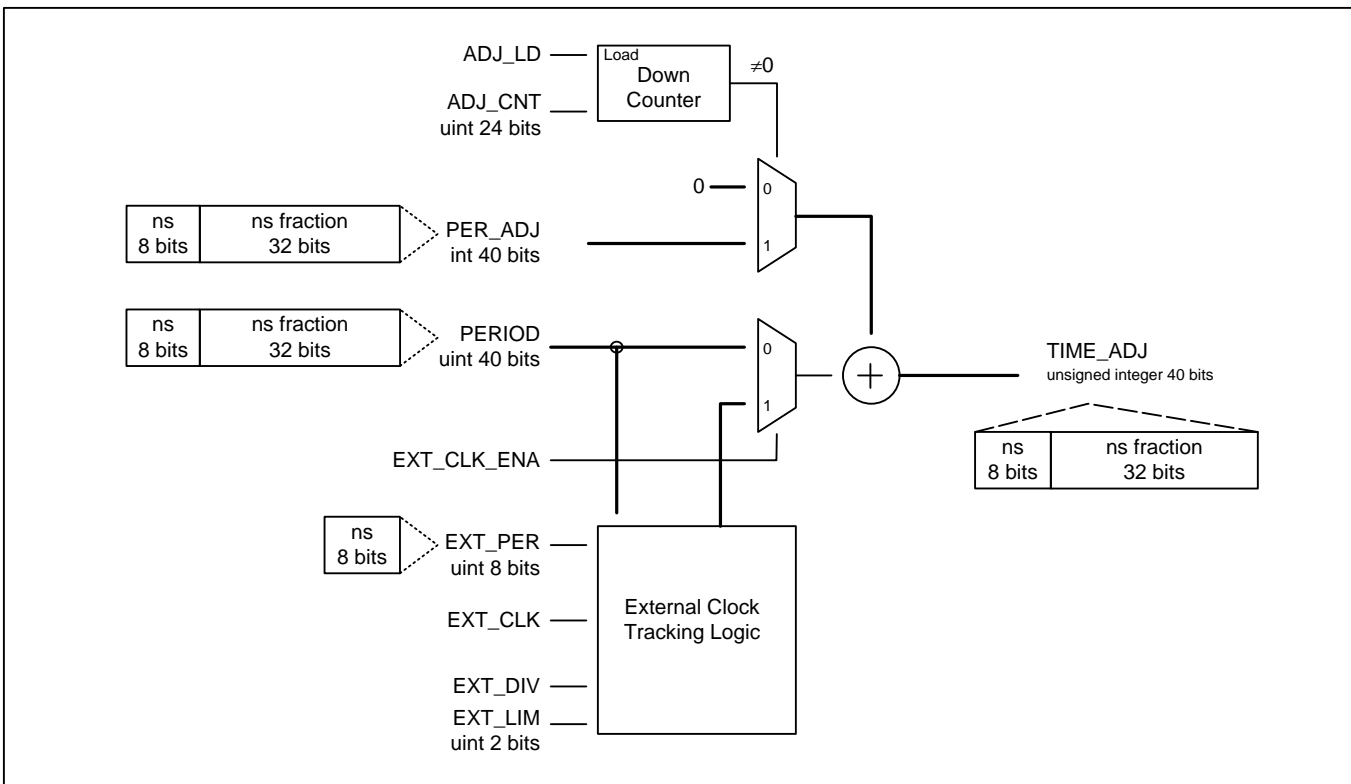 ADJ_LD
Load
Down
Counter
≠0
ADJ_CNT
uint 24 bits
0
0
1
ns
8 bits
ns fraction
32 bits
PER_ADJ
int 40 bits
ns
8 bits
ns fraction
32 bits
PERIOD
uint 40 bits
0
1
+
TIME_ADJ
unsigned integer 40 bits
ns
8 bits
ns fraction
32 bits
EXT_CLK_ENA
ns
8 bits
EXT_PER
uint 8 bits
EXT_CLK
External Clock
Tracking Logic
EXT_DIV
EXT_LIM
uint 2 bits